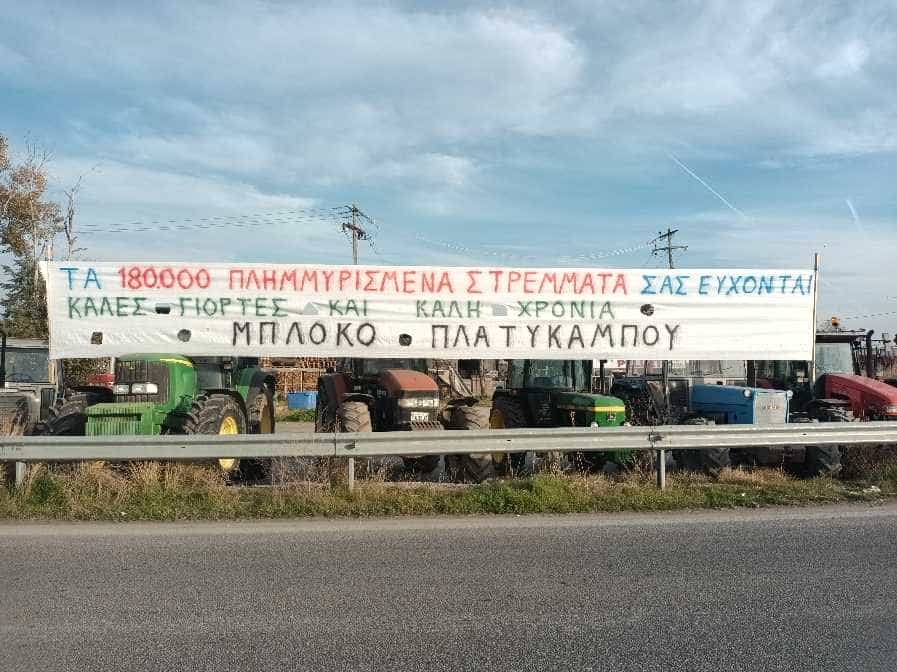 ΤΑ 180.000 ΠΛΗΜΜΥΡΙΣΜΕΝΑ ΣΤΡΕΜΜΑΤΑ ΣΑΣ ΕΥΧΟΝΤΑΙ
ΚΑΛΕΣ ΓΙΟΡΤΕΣ ΚΑΙ ΚΑΛΗ ΧΡΟΝΙΑ
ΜΠΛΟΚΟ ΠΛΑΤΥΚΑΜΠΟΥ